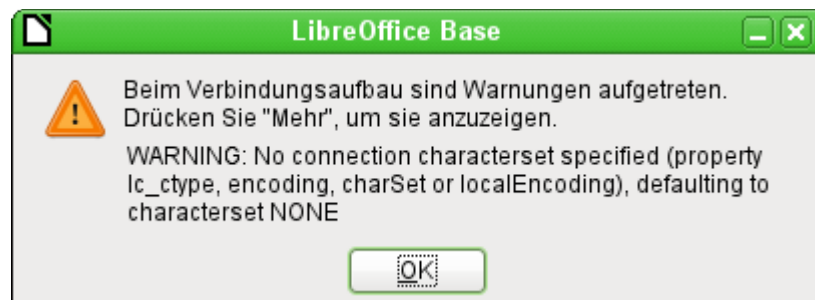 LibreOffice Base
Beim Verbindungsaufbau sind Warnungen aufgetreten.
Drücken Sie "Mehr", um sie anzuzeigen.
WARNING: No connection characterset specified (property
lc_ctype, encoding, charSet or localEncoding), defaulting to
characterset NONE
OK